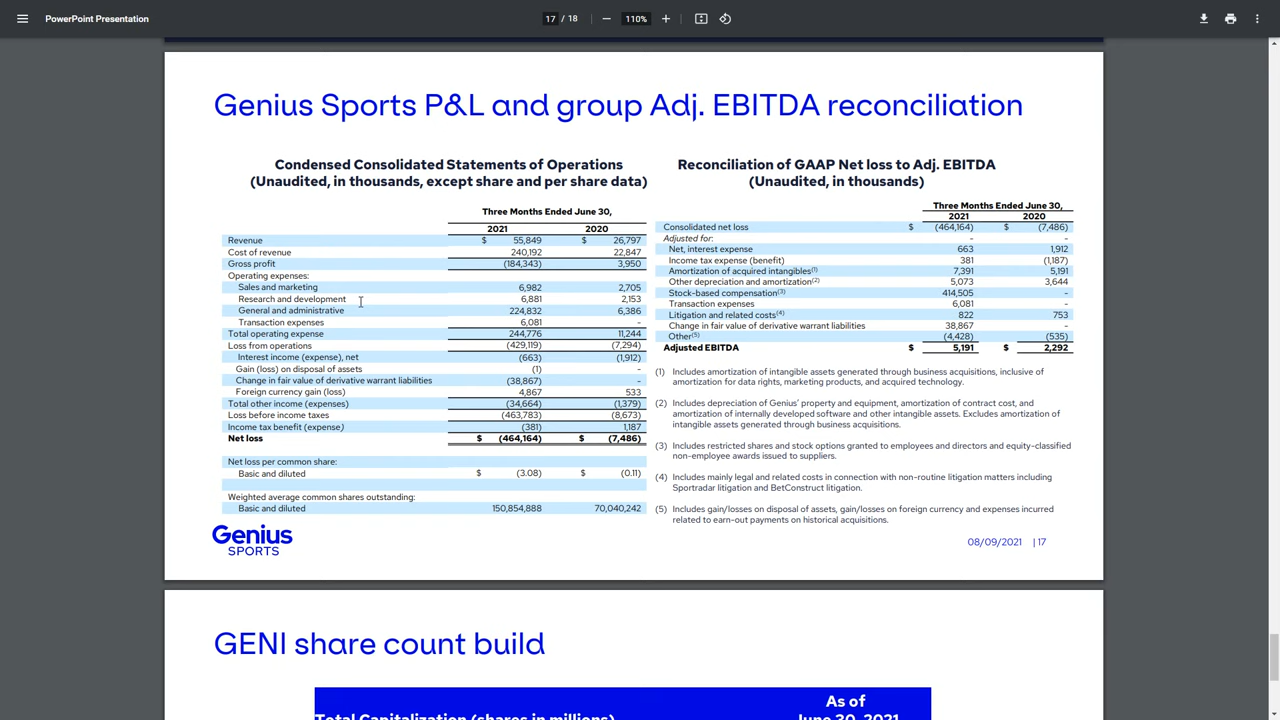 PowerPoint Presentation
17 / 18
110%
Genius Sports P&L and group Adj. EBITDA reconciliation
Condensed Consolidated Statements of Operations
(Unaudited, in thousands, except share and per share data)
Three Months Ended June 30,
2021 2020
Revenue $ 55,849 $ 26,797
Cost of revenue 240,192 22,847
Gross profit (184,343) 3,950
Operating expenses:
Sales and marketing 6,982 2,705
Research and development 6,881 2,153
General and administrative 224,832 6,386
Transaction expenses 6,081 -
Total operating expense 244,776 11,244
Loss from operations (429,119) (7,294)
Interest income (expense), net (663) (1,912)
Gain (loss) on disposal of assets (1) -
Change in fair value of derivative warrant liabilities (38,867) -
Foreign currency gain (loss) 4,867 533
Total other income (expenses) (34,664) (1,379)
Loss before income taxes (463,783) (8,673)
Income tax benefit (expense) (381) 1,187
Net loss $ (464,164) $ (7,486)
Net loss per common share:
Basic and diluted $ (3.08) $ (0.11)
Weighted average common shares outstanding:
Basic and diluted 150,854,888 70,040,242
Reconciliation of GAAP Net loss to Adj. EBITDA
(Unaudited, in thousands)
Three Months Ended June 30,
2021 2020
Consolidated net loss $ (464,164) $ (7,486)
Adjusted for: - -
Net, interest expense 663 1,912
Income tax expense (benefit) 381 (1,187)
Amortization of acquired intangibles(1) 7,391 5,191
Other depreciation and amortization(2) 5,073 3,644
Stock-based compensation(3) 414,505 -
Transaction expenses 6,081 -
Litigation and related costs(4) 822 753
Change in fair value of derivative warrant liabilities 38,867 -
Other(5) (4,428) (535)
Adjusted EBITDA $ 5,191 $ 2,292
(1) Includes amortization of intangible assets generated through business acquisitions, inclusive of
amortization for data rights, marketing products, and acquired technology.
(2) Includes depreciation of Genius' property and equipment, amortization of contract cost, and
amortization of internally developed software and other intangible assets. Excludes amortization of
intangible assets generated through business acquisitions.
(3) Includes restricted shares and stock options granted to employees and directors and equity-classified
non-employee awards issued to suppliers.
(4) Includes mainly legal and related costs in connection with non-routine litigation matters including
Sportradar litigation and BetConstruct litigation.
(5) Includes gain/losses on disposal of assets, gain/losses on foreign currency and expenses incurred
related to earn-out payments on historical acquisitions.
Genius
SPORTS
08/09/2021 | 17
GENI share count build
As of
Total Capitalization (shares in millions) June 30, 2021